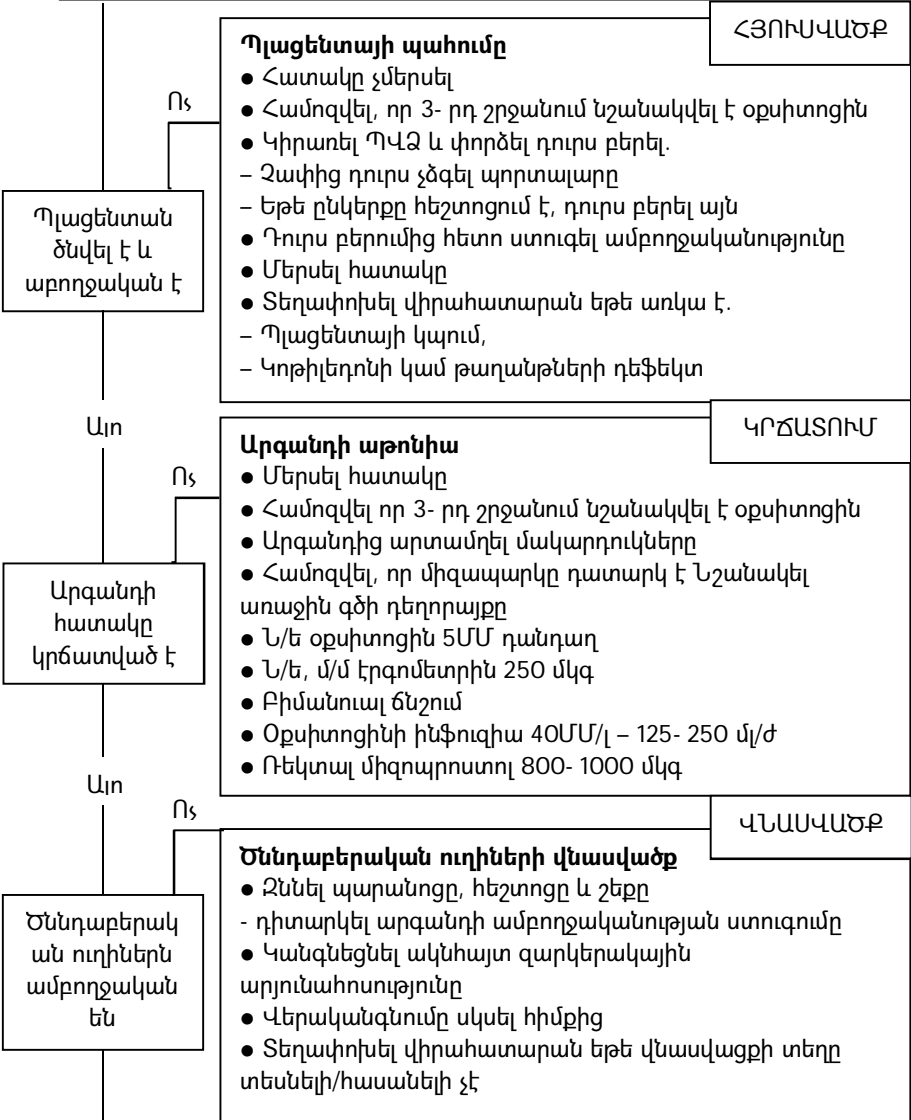 ՀՅՈՒՍՎԱԾՔ
Պլացենտայի պահումը
● Հատակը չմերսել
● Համոզվել, որ 3- րդ շրջանում նշանակվել է օքսիտոցին
● Կիրառել ՊՎՁ և փորձել դուրս բերել.
– Չափից դուրս չձգել պորտալարը
– Եթե ընկերքը հեշտոցում է, դուրս բերել այն
● Դուրս բերումից հետո ստուգել ամբողջականությունը
● Մերսել հատակը
● Տեղափոխել վիրահատարան եթե առկա է.
– Պլացենտայի կպում,
– Կոթիլեդոնի կամ թաղանթների դեֆեկտ
Ոչ
Պլացենտան
ծնվել է և
աբողջական է
Այո
ԿՐՃԱՏՈՒՄ
Արգանդի աթոնիա
● Մերսել հատակը
● Համոզվել որ 3- րդ շրջանում նշանակվել է օքսիտոցին
● Արգանդից արտամղել մակարդուկները
● Համոզվել, որ միզապարկը դատարկ է Նշանակել
առաջին գծի դեղորայքը
● Ն/ե օքսիտոցին 5ՄՄ դանդաղ
● Ն/ե, մ/մ էրգոմետրին 250 մկգ
● Բիմանուալ ճնշում
● Օքսիտոցինի ինֆուզիա 40ՄՄ/լ – 125- 250 մլ/ժ
● Ռեկտալ միզոպրոստոլ 800- 1000 մկգ
Ոչ
Արգանդի
հատակը
կրճատված է
Այո
ՎՆԱՍՎԱԾՔ
Ծննդաբերական ուղիների վնասվածք
● Զննել պարանոցը, հեշտոցը և շեքը
- դիտարկել արգանդի ամբողջականության ստուգումը
● Կանգնեցնել ակնհայտ զարկերակային
արյունահոսությունը
● Վերականգնումը սկսել հիմքից
● Տեղափոխել վիրահատարան եթե վնասվացքի տեղը
տեսնելի/հասանելի չէ
Ոչ
Ծննդաբերակ
ան ուղիներն
ամբողջական
են